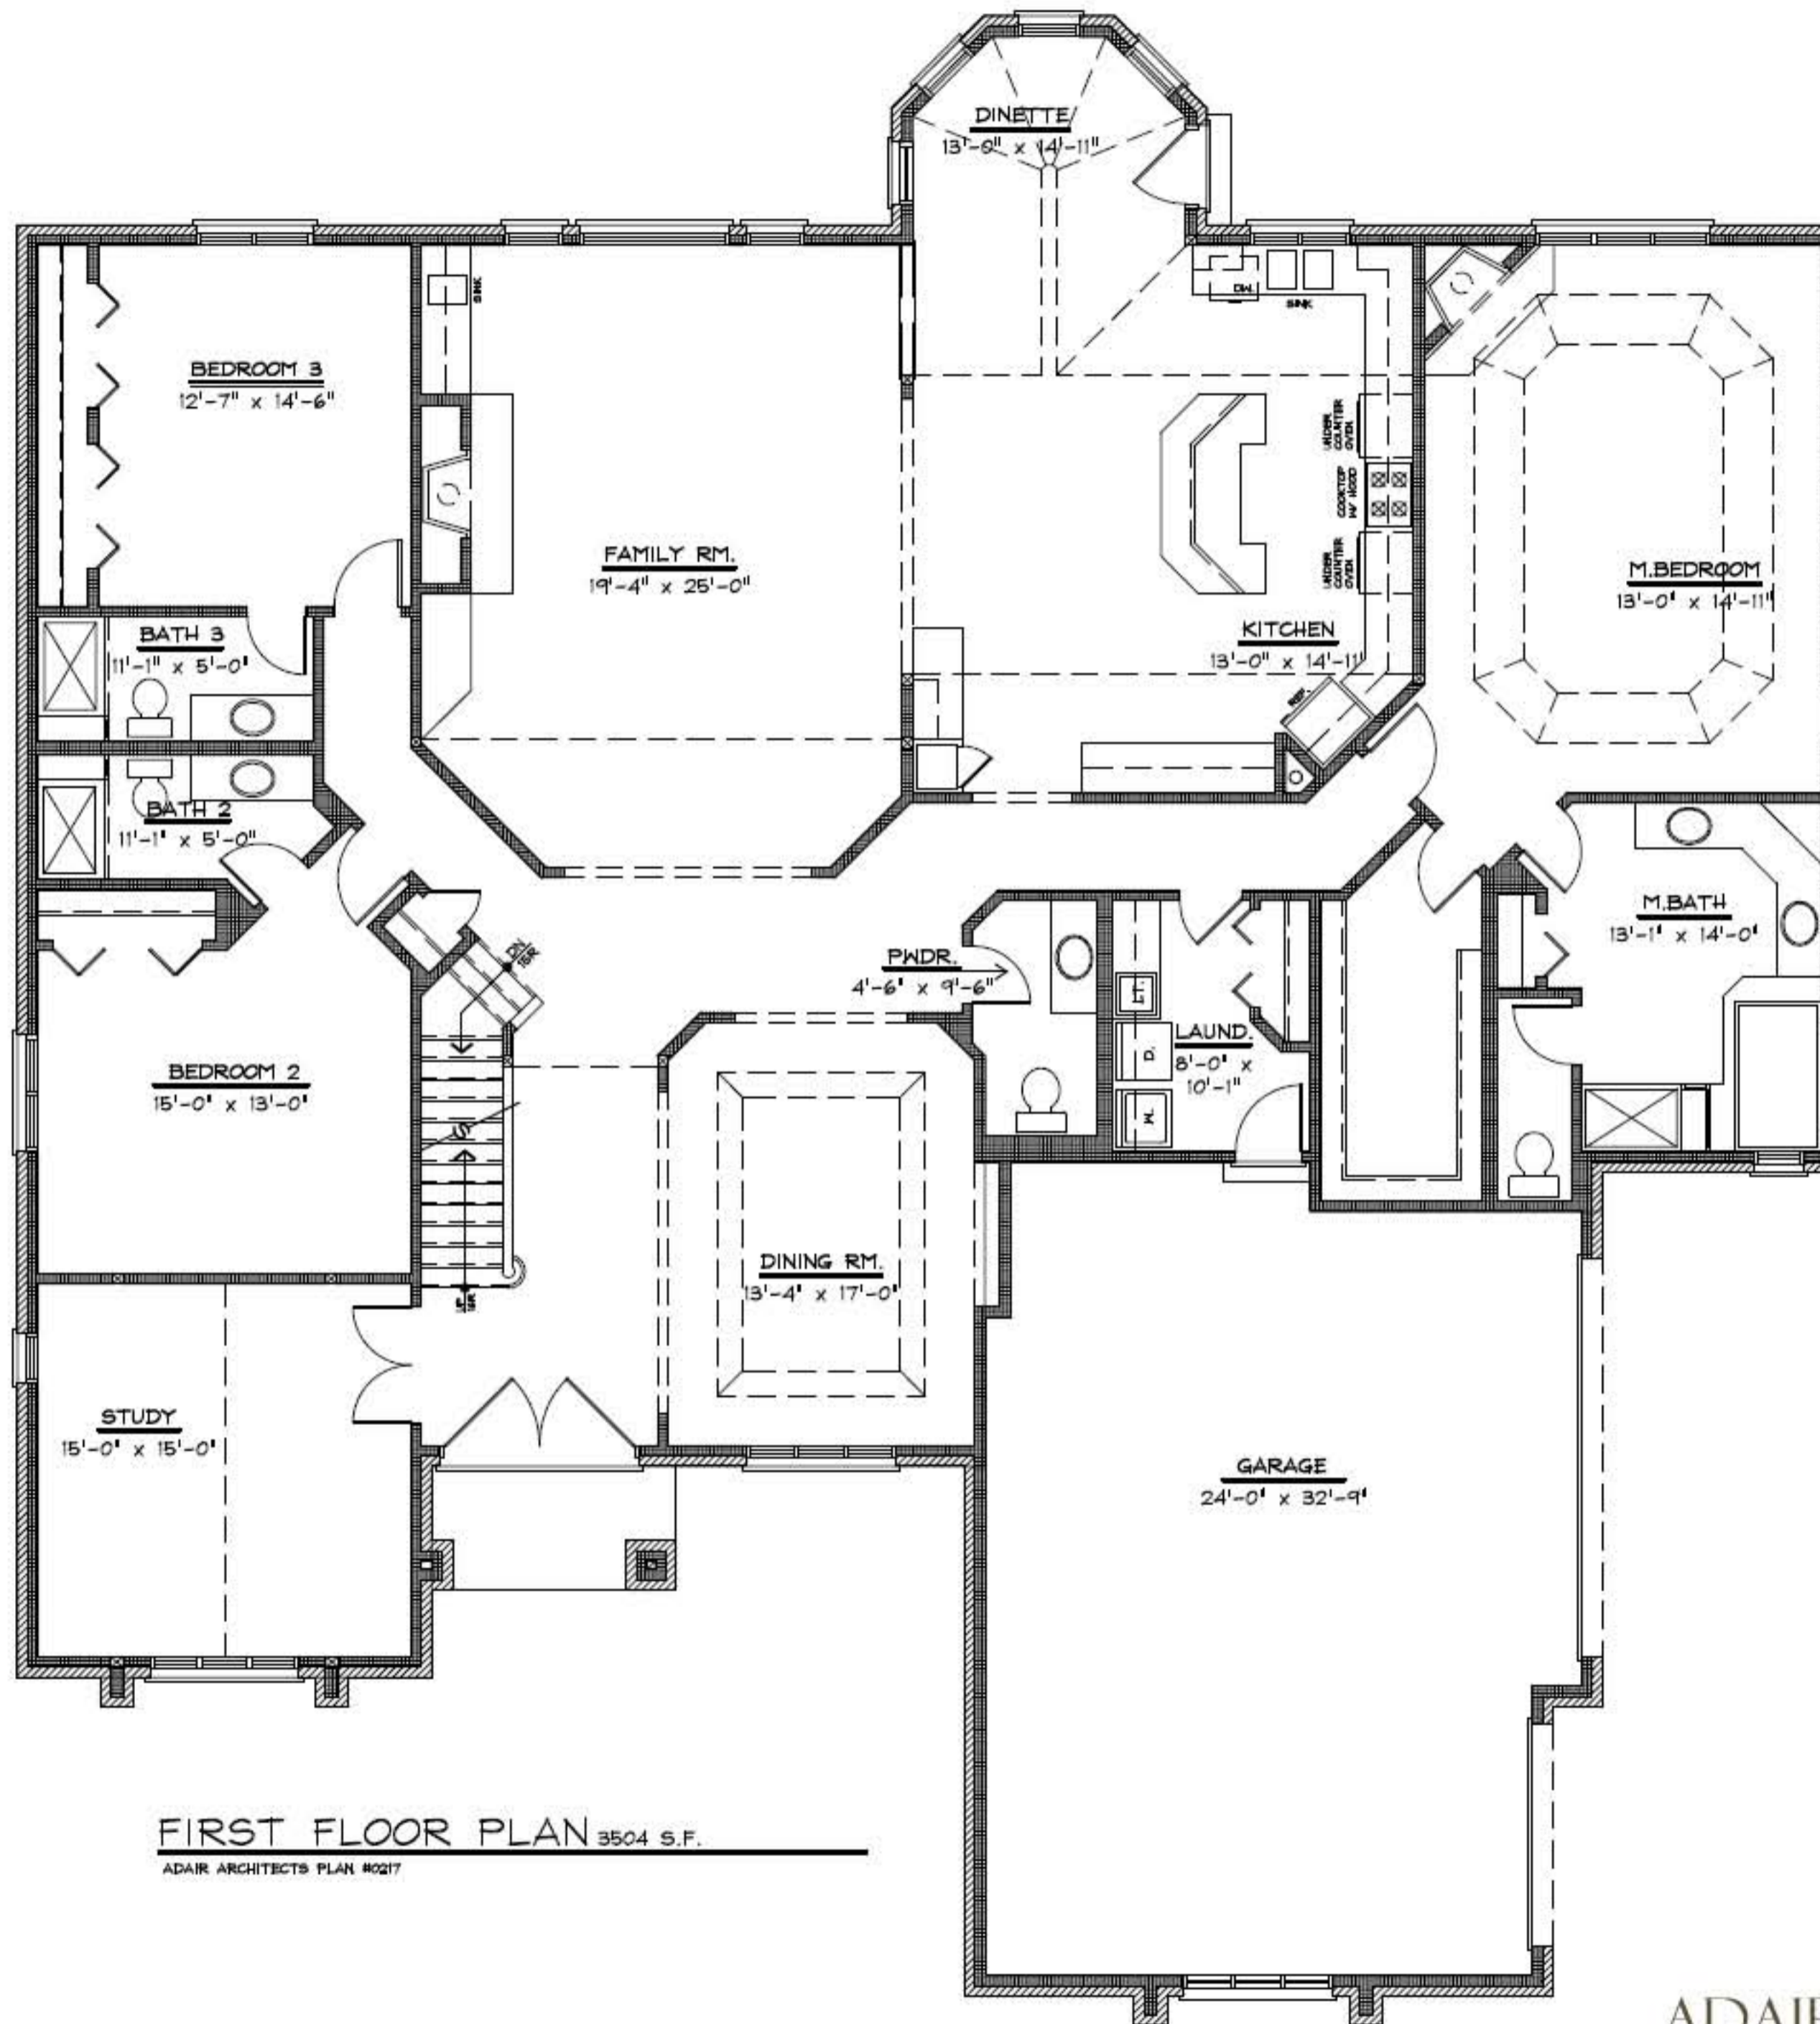 DINETTE
13'-0" x 14'-11"
SINK
D.W.
SINK
BEDROOM 3
12'-7" x 14'-6"
UNDER
COUNTER
OVEN
COOKTOP
W/ HOOD
UNDER
COUNTER
OVEN
FAMILY RM.
19'-4" x 25'-0"
M.BEDROOM
13'-0" x 14'-11"
KITCHEN
13'-0" x 14'-11"
BATH 3
11'-1" x 5'-0"
REF.
BATH 2
11'-1" x 5'-0"
M.BATH
13'-1" x 14'-0"
DN
15R
PWDR.
4'-6" x 9'-6"
L.T.
LAUND.
8'-0" x
10'-1"
D.
W.
BEDROOM 2
15'-0" x 13'-0"
S
DINING RM.
13'-4" x 17'-0"
UP
STUDY
15'-0" x 15'-0"
GARAGE
24'-0" x 32'-9"
FIRST FLOOR PLAN 3504 S.F.
ADAIR ARCHITECTS PLAN #0217
ADAIR